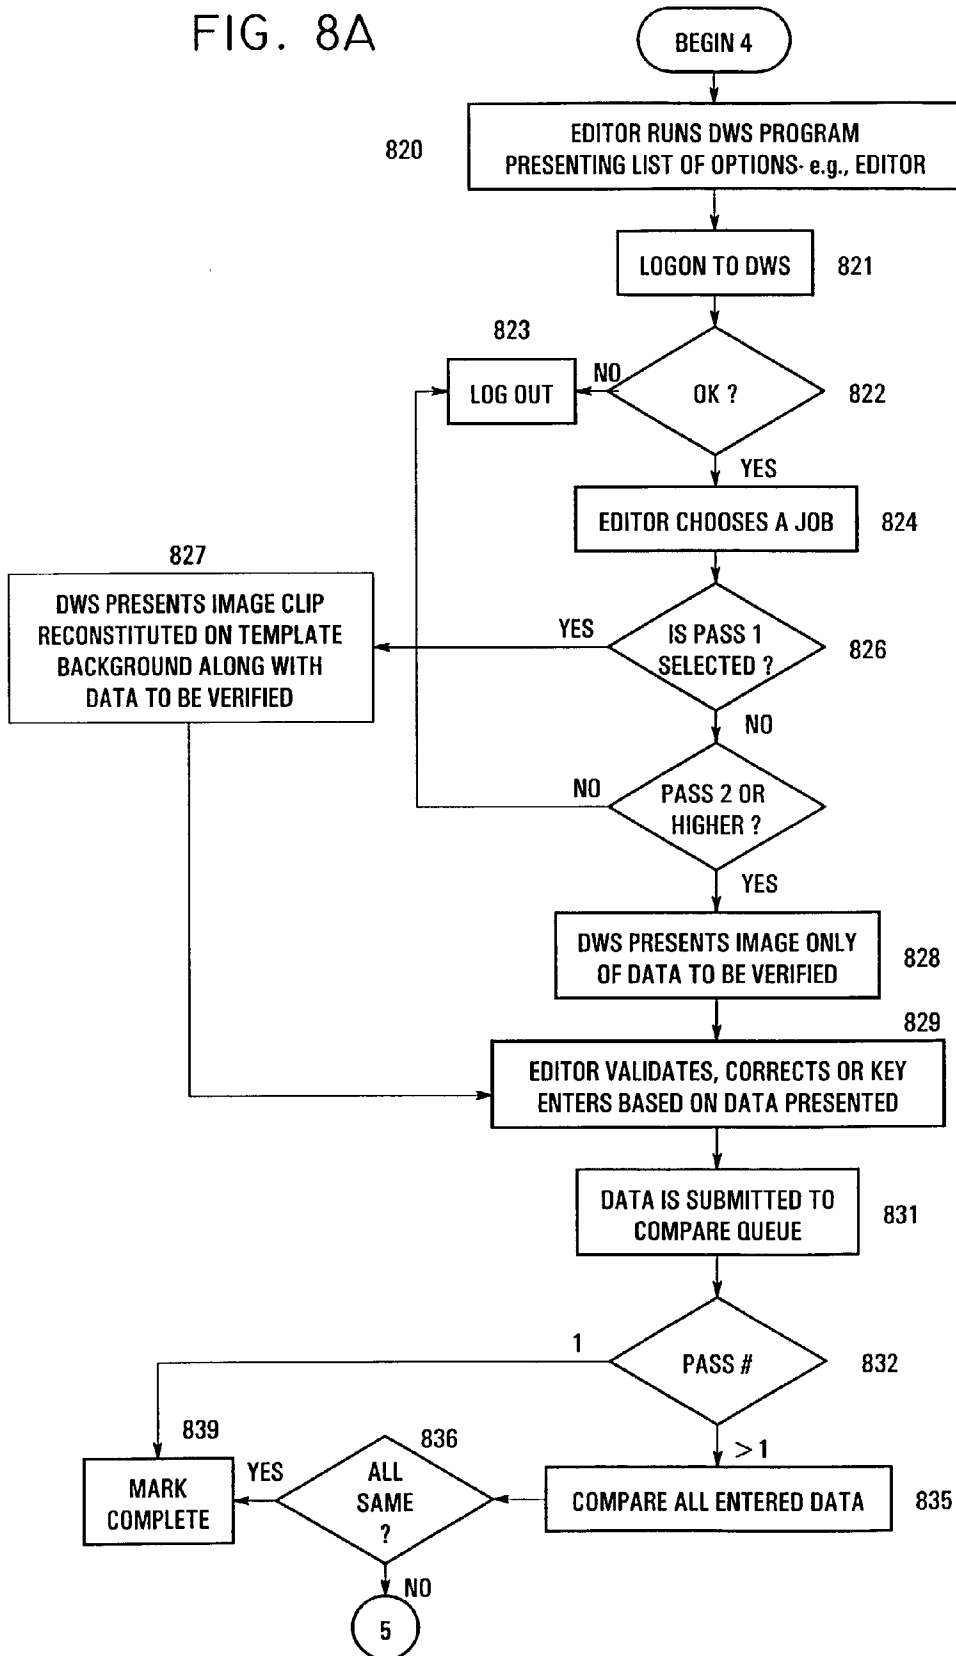 FIG. 8A
BEGIN 4
820
EDITOR RUNS DWS PROGRAM
PRESENTING LIST OF OPTIONS- e.g., EDITOR
LOGON TO DWS
821
823
LOG OUT
NO
OK ?
822
YES
EDITOR CHOOSES A JOB
824
827
DWS PRESENTS IMAGE CLIP
RECONSTITUTED ON TEMPLATE
BACKGROUND ALONG WITH
DATA TO BE VERIFIED
YES
IS PASS 1
SELECTED ?
826
NO
NO
PASS 2 OR
HIGHER ?
YES
DWS PRESENTS IMAGE ONLY
OF DATA TO BE VERIFIED
828
829
EDITOR VALIDATES, CORRECTS OR KEY
ENTERS BASED ON DATA PRESENTED
DATA IS SUBMITTED TO
COMPARE QUEUE
831
1
PASS #
832
>1
839
MARK
COMPLETE
YES
836
ALL
SAME
?
COMPARE ALL ENTERED DATA
835
NO
5